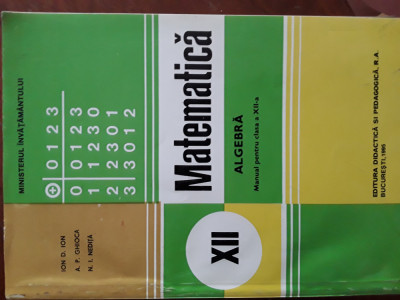 MINISTERUL ÎNVĂȚĂMÂNTULUI
⊕ 0 1 2 3
0 0 1 2 3
1 1 2 3 0
2 2 3 0 1
3 3 0 1 2
ION D. ION
A. P. GHIOCA
N. I. NEDIȚA
Matematică
ALGEBRĂ
Manual pentru clasa a XII-a
XII
EDITURA DIDACTICĂ ȘI PEDAGOGICĂ, R.A.
BUCUREȘTI, 1995